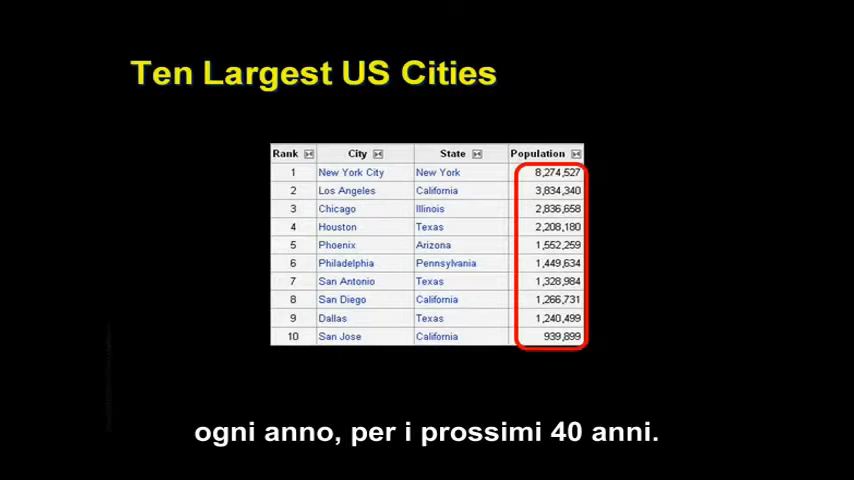 Ten Largest US Cities
Rank City State Population
1 New York City New York 8,274,527
2 Los Angeles California 3,834,340
3 Chicago Illinois 2,836,658
4 Houston Texas 2,208,180
5 Phoenix Arizona 1,552,259
6 Philadelphia Pennsylvania 1,449,634
7 San Antonio Texas 1,328,984
8 San Diego California 1,266,731
9 Dallas Texas 1,240,499
10 San Jose California 939,899
ogni anno, per i prossimi 40 anni.